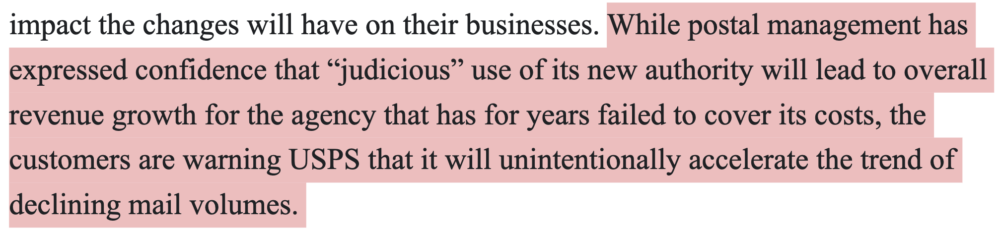 impact the changes will have on their businesses. While postal management has
expressed confidence that “judicious” use of its new authority will lead to overall
revenue growth for the agency that has for years failed to cover its costs, the
customers are warning USPS that it will unintentionally accelerate the trend of
declining mail volumes.